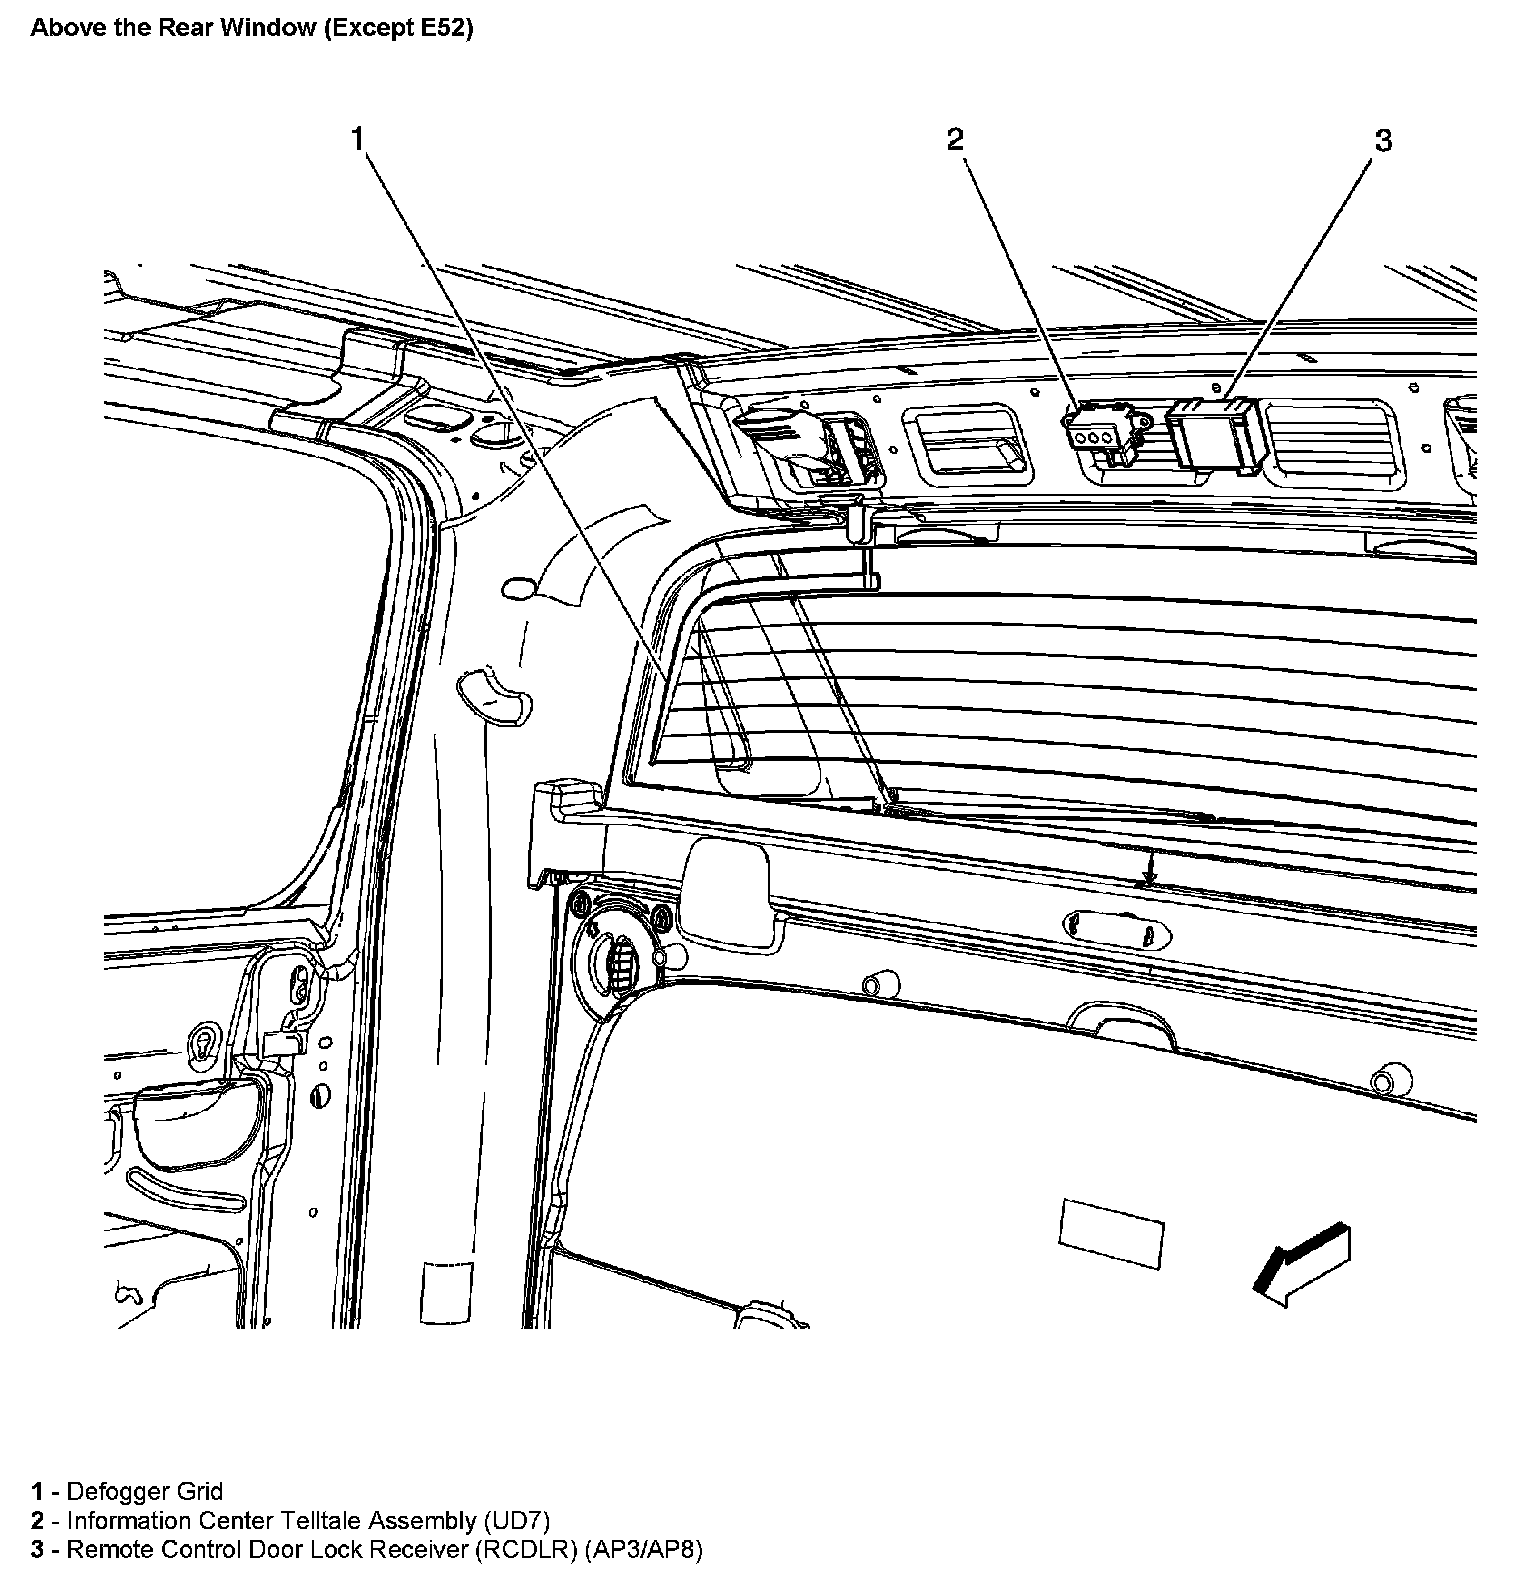 Above the Rear Window (Except E52)
1 2 3
1 - Defogger Grid
2 - Information Center Telltale Assembly (UD7)
3 - Remote Control Door Lock Receiver (RCDLR) (AP3/AP8)